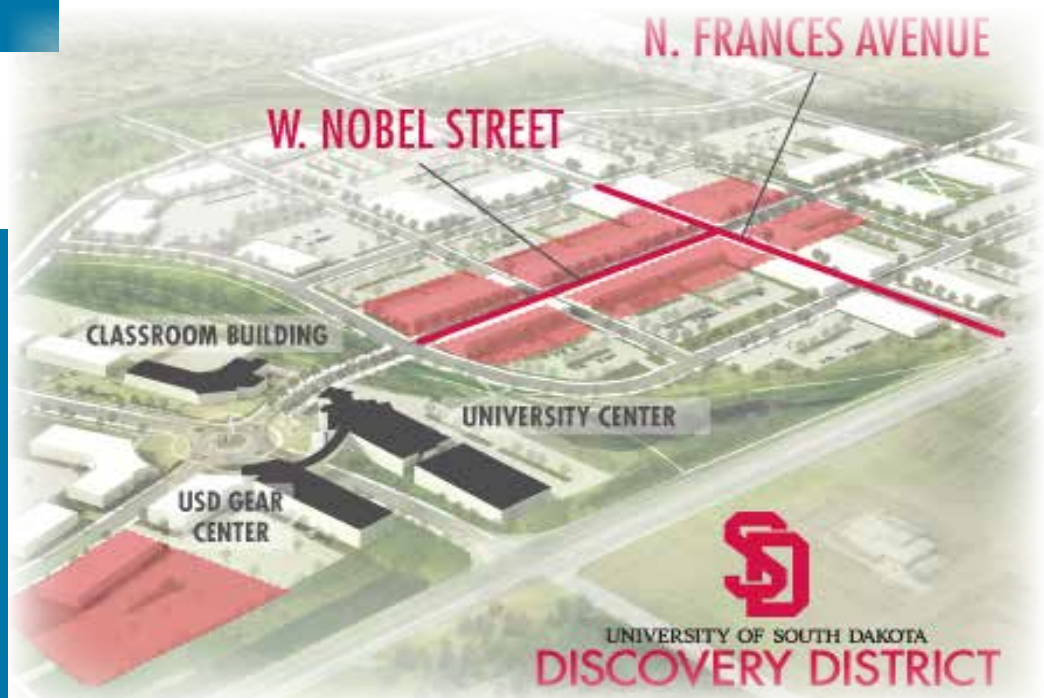 N. FRANCES AVENUE
W. NOBEL STREET
CLASSROOM BUILDING
UNIVERSITY CENTER
USD GEAR
CENTER
SD
UNIVERSITY OF SOUTH DAKOTA
DISCOVERY DISTRICT